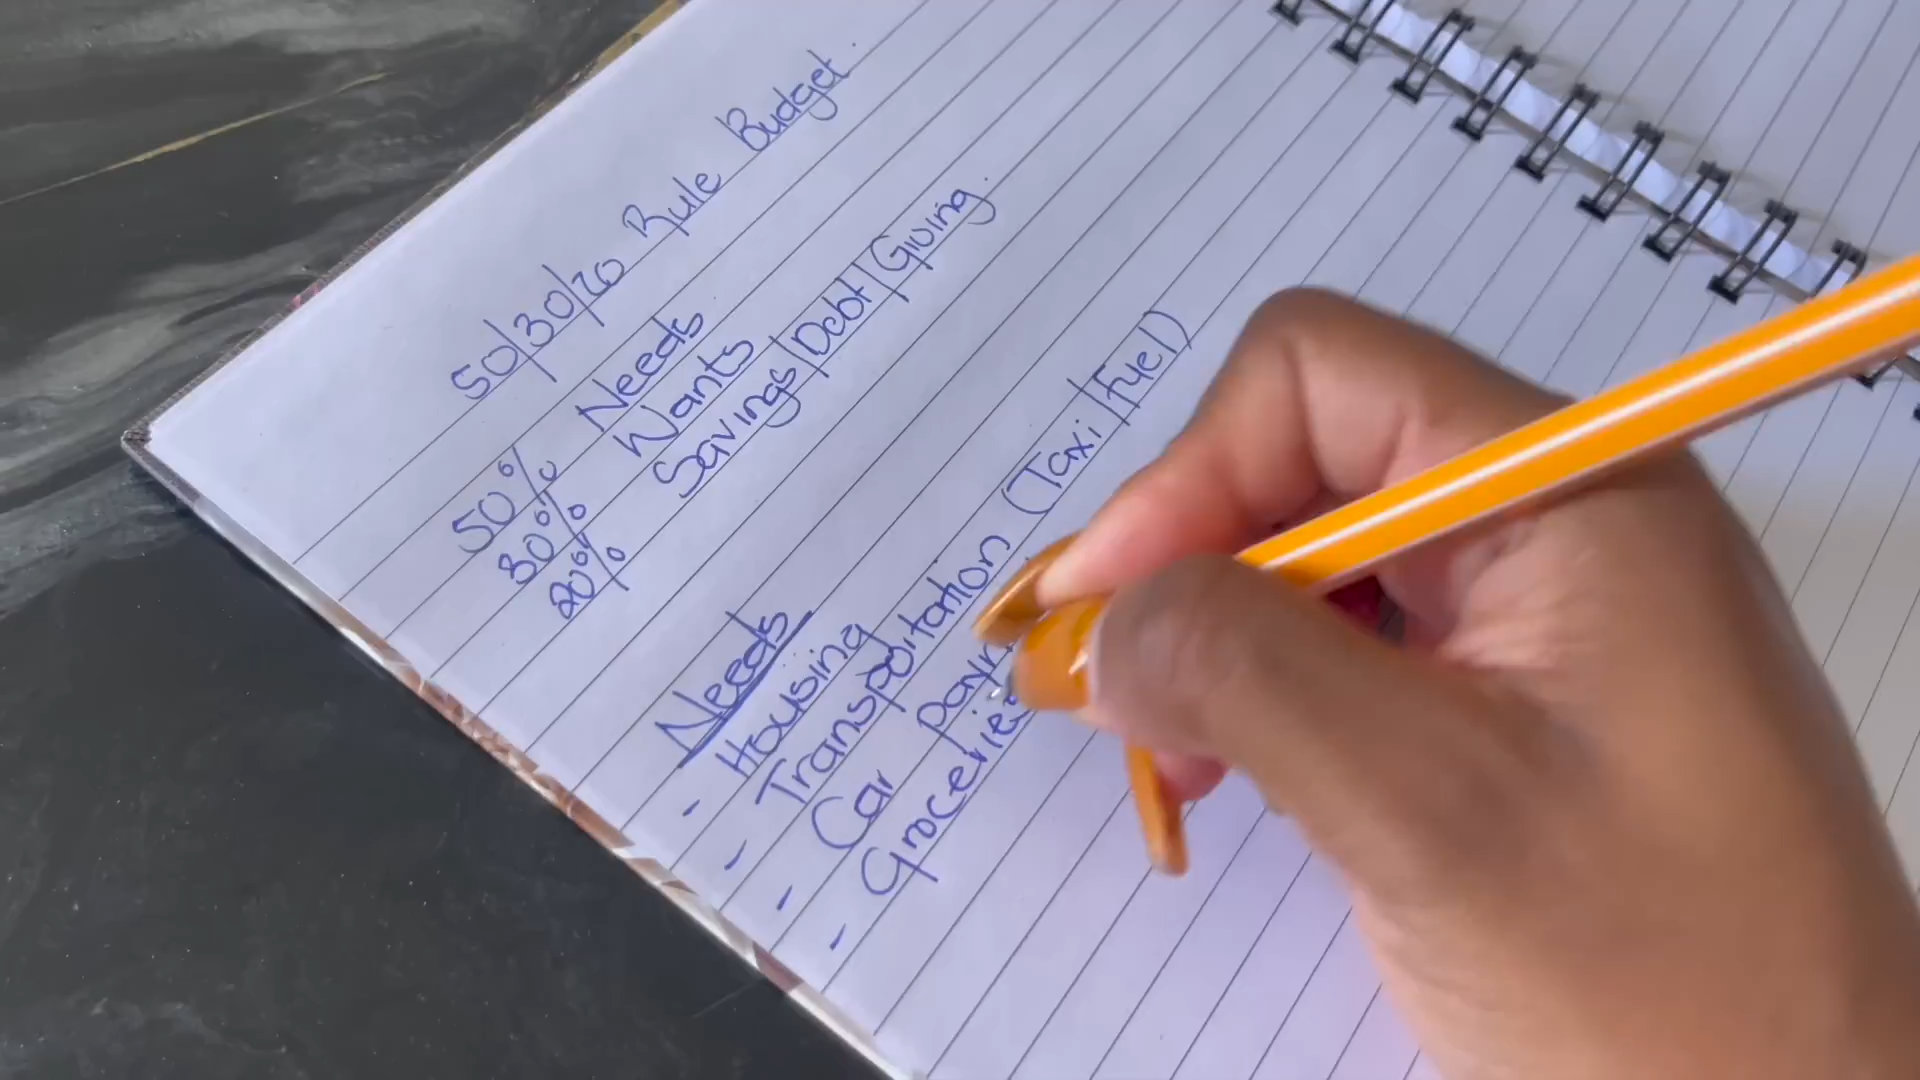 50/30/20 Rule Budget.
50% Needs
30% Wants
20% Savings/Debt/Giving.
Needs
- Housing
- Transportation (Taxi/Fuel)
- Car
- Groceries